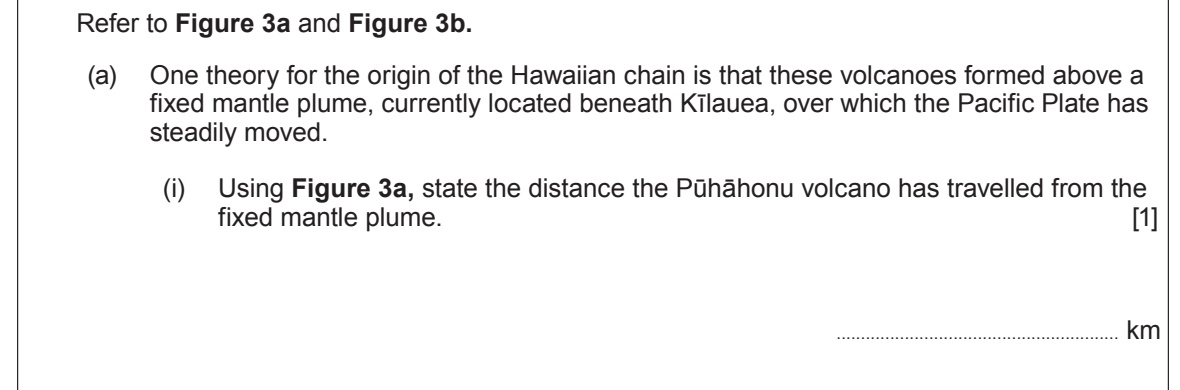 Refer to Figure 3a and Figure 3b.
(a) One theory for the origin of the Hawaiian chain is that these volcanoes formed above a
fixed mantle plume, currently located beneath Kīlauea, over which the Pacific Plate has
steadily moved.
(i) Using Figure 3a, state the distance the Pūhāhonu volcano has travelled from the
fixed mantle plume. [1]
.......................................................... km